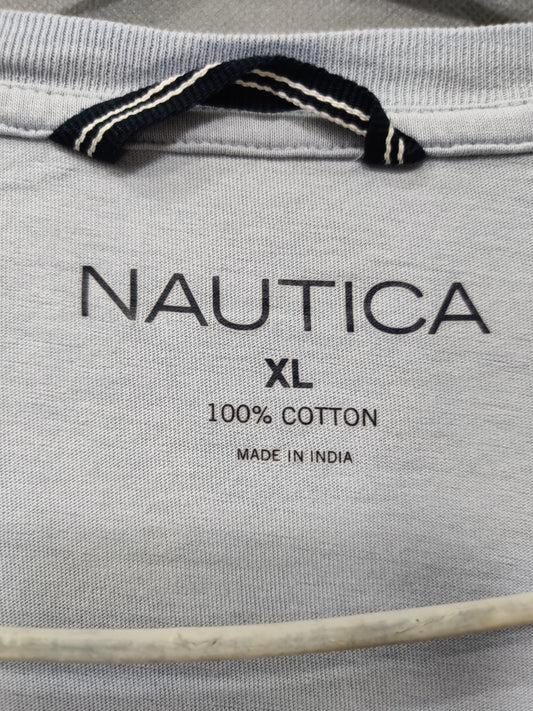 NAUTICA
XL
100% COTTON
MADE IN INDIA